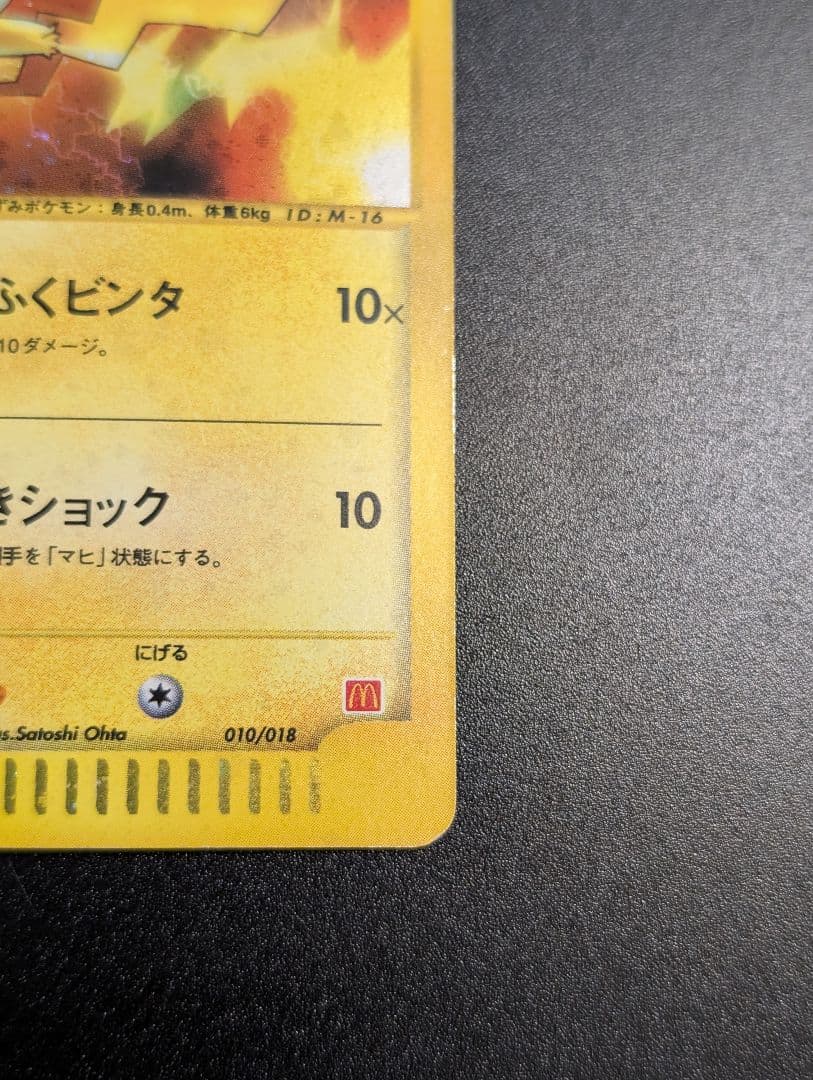 ずみポケモン：身長0.4m、体重6kg ID:M-16
ふくビンタ 10×
10ダメージ。
きショック 10
手を「マヒ」状態にする。
にげる
s.Satoshi Ohta 010/018